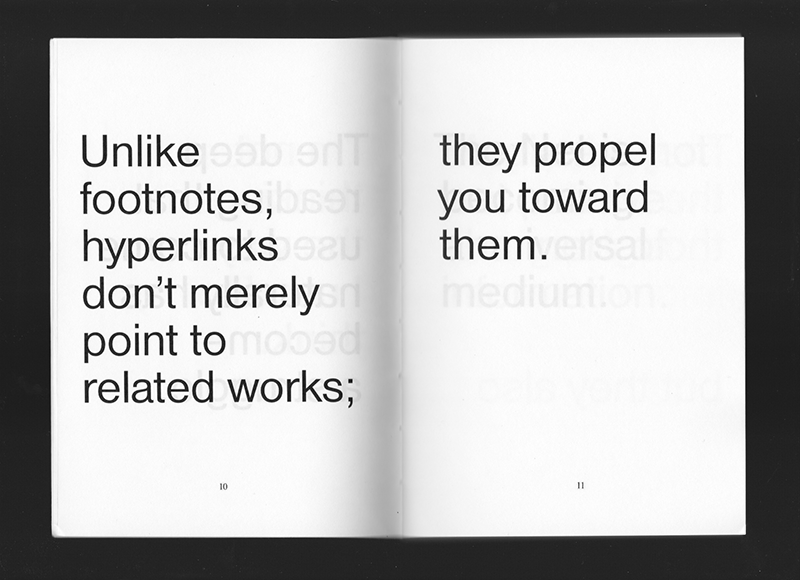 Unlike
footnotes,
hyperlinks
don’t merely
point to
related works;
10
they propel
you toward
them.
11